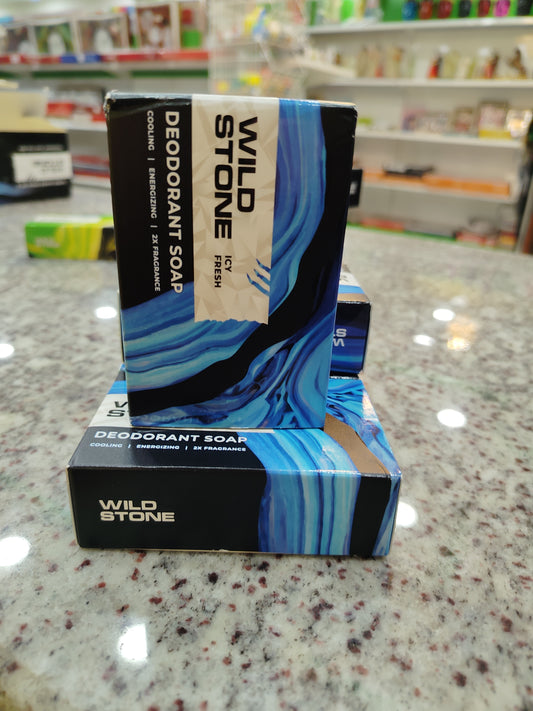 WILD
STONE
ICY
FRESH
DEODORANT SOAP
COOLING | ENERGIZING | 2X FRAGRANCE
DEODORANT SOAP
COOLING | ENERGIZING | 2X FRAGRANCE
WILD
STONE